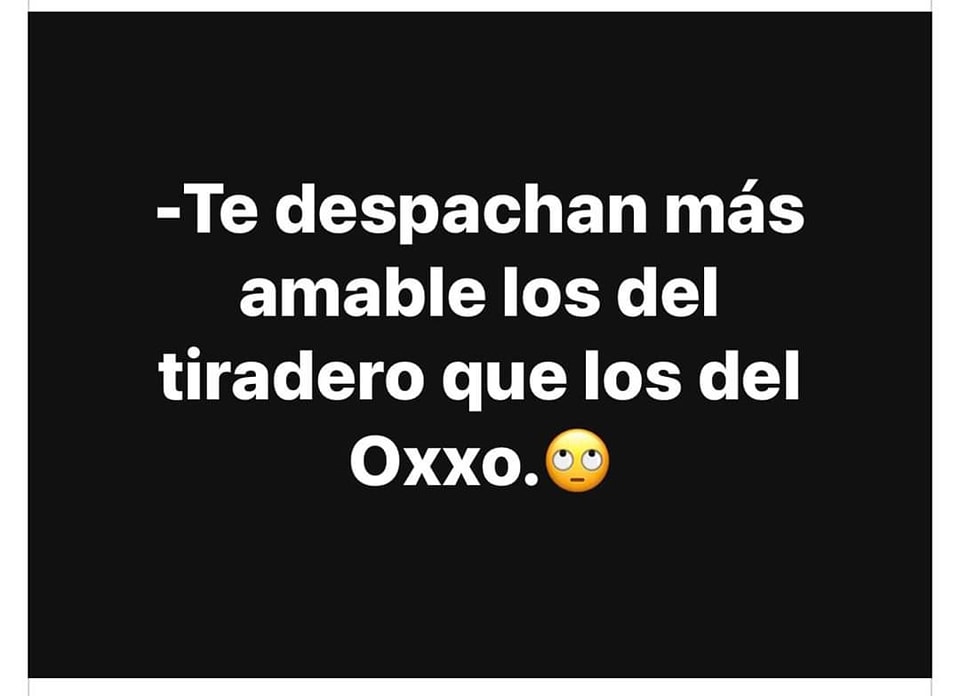 -Te despachan más
amable los del
tiradero que los del
Oxxo.🙄